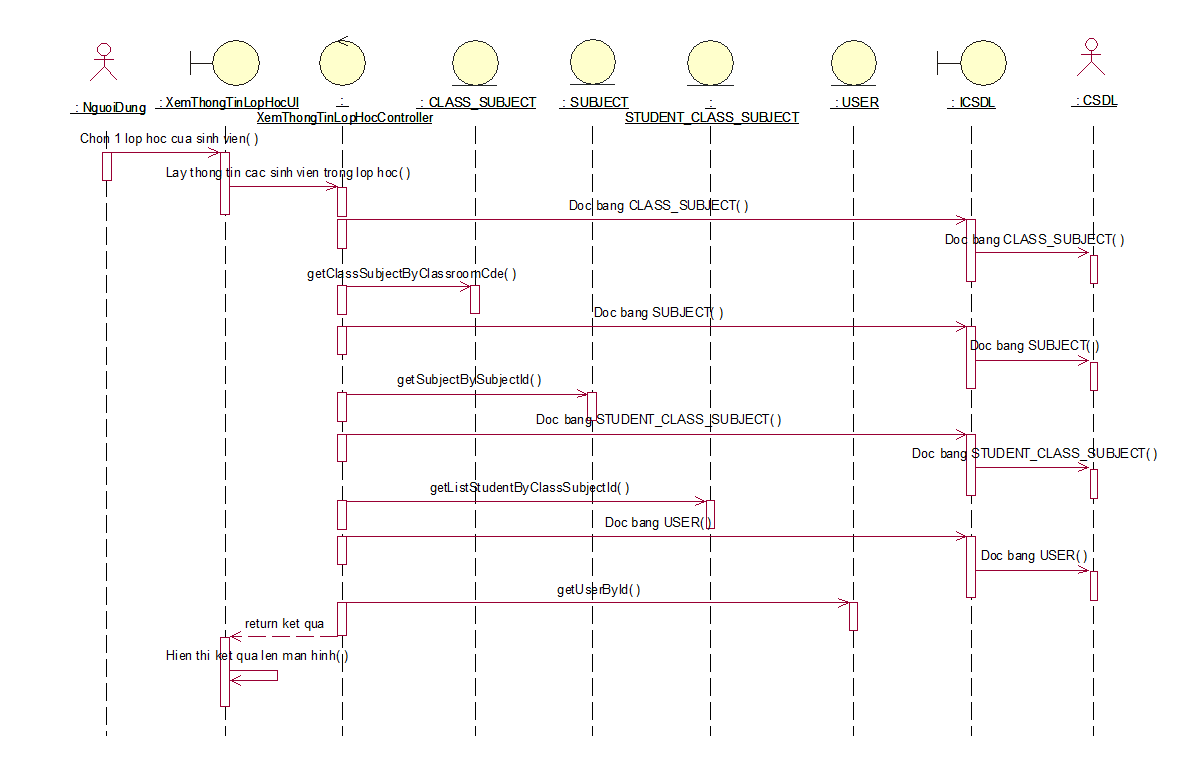 : NguoiDung
: XemThongTinLopHocUI
:
XemThongTinLopHocController
: CLASS_SUBJECT
: SUBJECT
:
STUDENT_CLASS_SUBJECT
: USER
: ICSDL
: CSDL
Chon 1 lop hoc cua sinh vien( )
Lay thong tin cac sinh vien trong lop hoc( )
Doc bang CLASS_SUBJECT( )
Doc bang CLASS_SUBJECT( )
getClassSubjectByClassroomCde( )
Doc bang SUBJECT( )
Doc bang SUBJECT( )
getSubjectBySubjectId( )
Doc bang STUDENT_CLASS_SUBJECT( )
Doc bang STUDENT_CLASS_SUBJECT( )
getListStudentByClassSubjectId( )
Doc bang USER( )
Doc bang USER( )
getUserById( )
return ket qua
Hien thi ket qua len man hinh( )